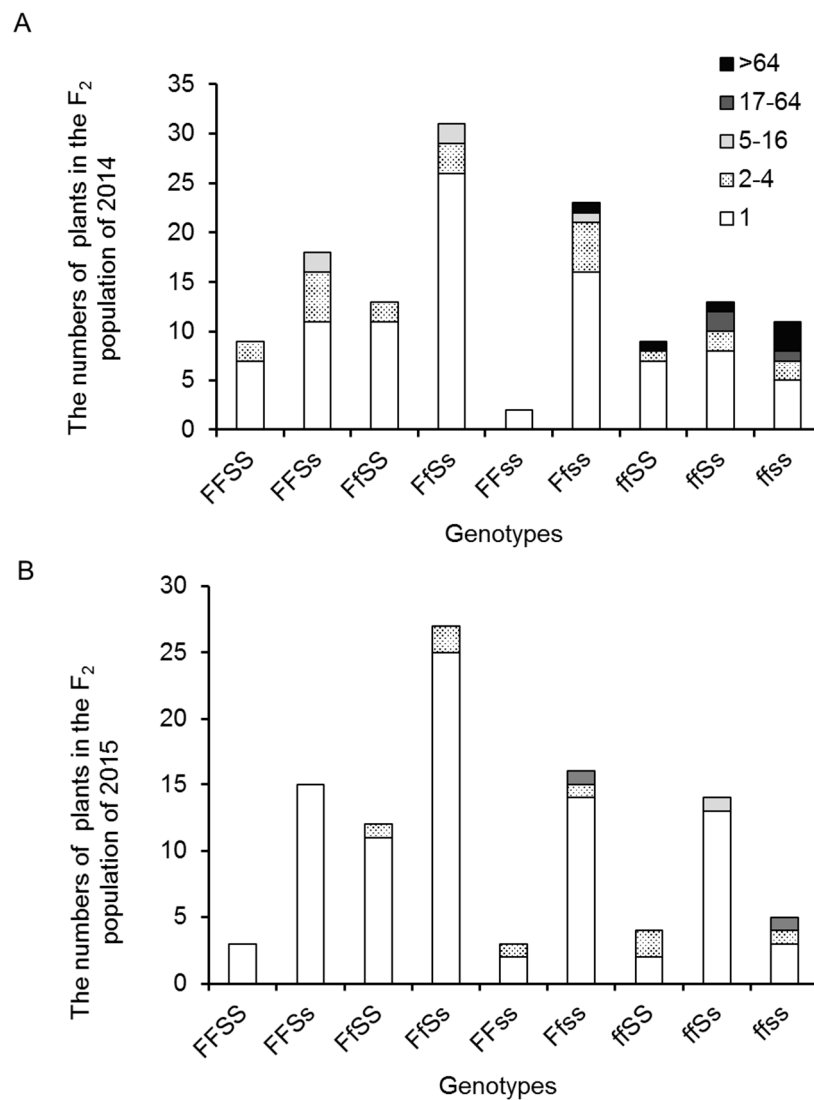 A
The numbers of plants in the F2
population of 2014
35
30
25
20
15
10
5
0
>64
17-64
5-16
2-4
1
FFSS FFSs FfSS FfSs FFss Ffss ffSS ffSs ffss
Genotypes
B
The numbers of plants in the F2
population of 2015
30
25
20
15
10
5
0
FFSS FFSs FfSS FfSs FFss Ffss ffSS ffSs ffss
Genotypes